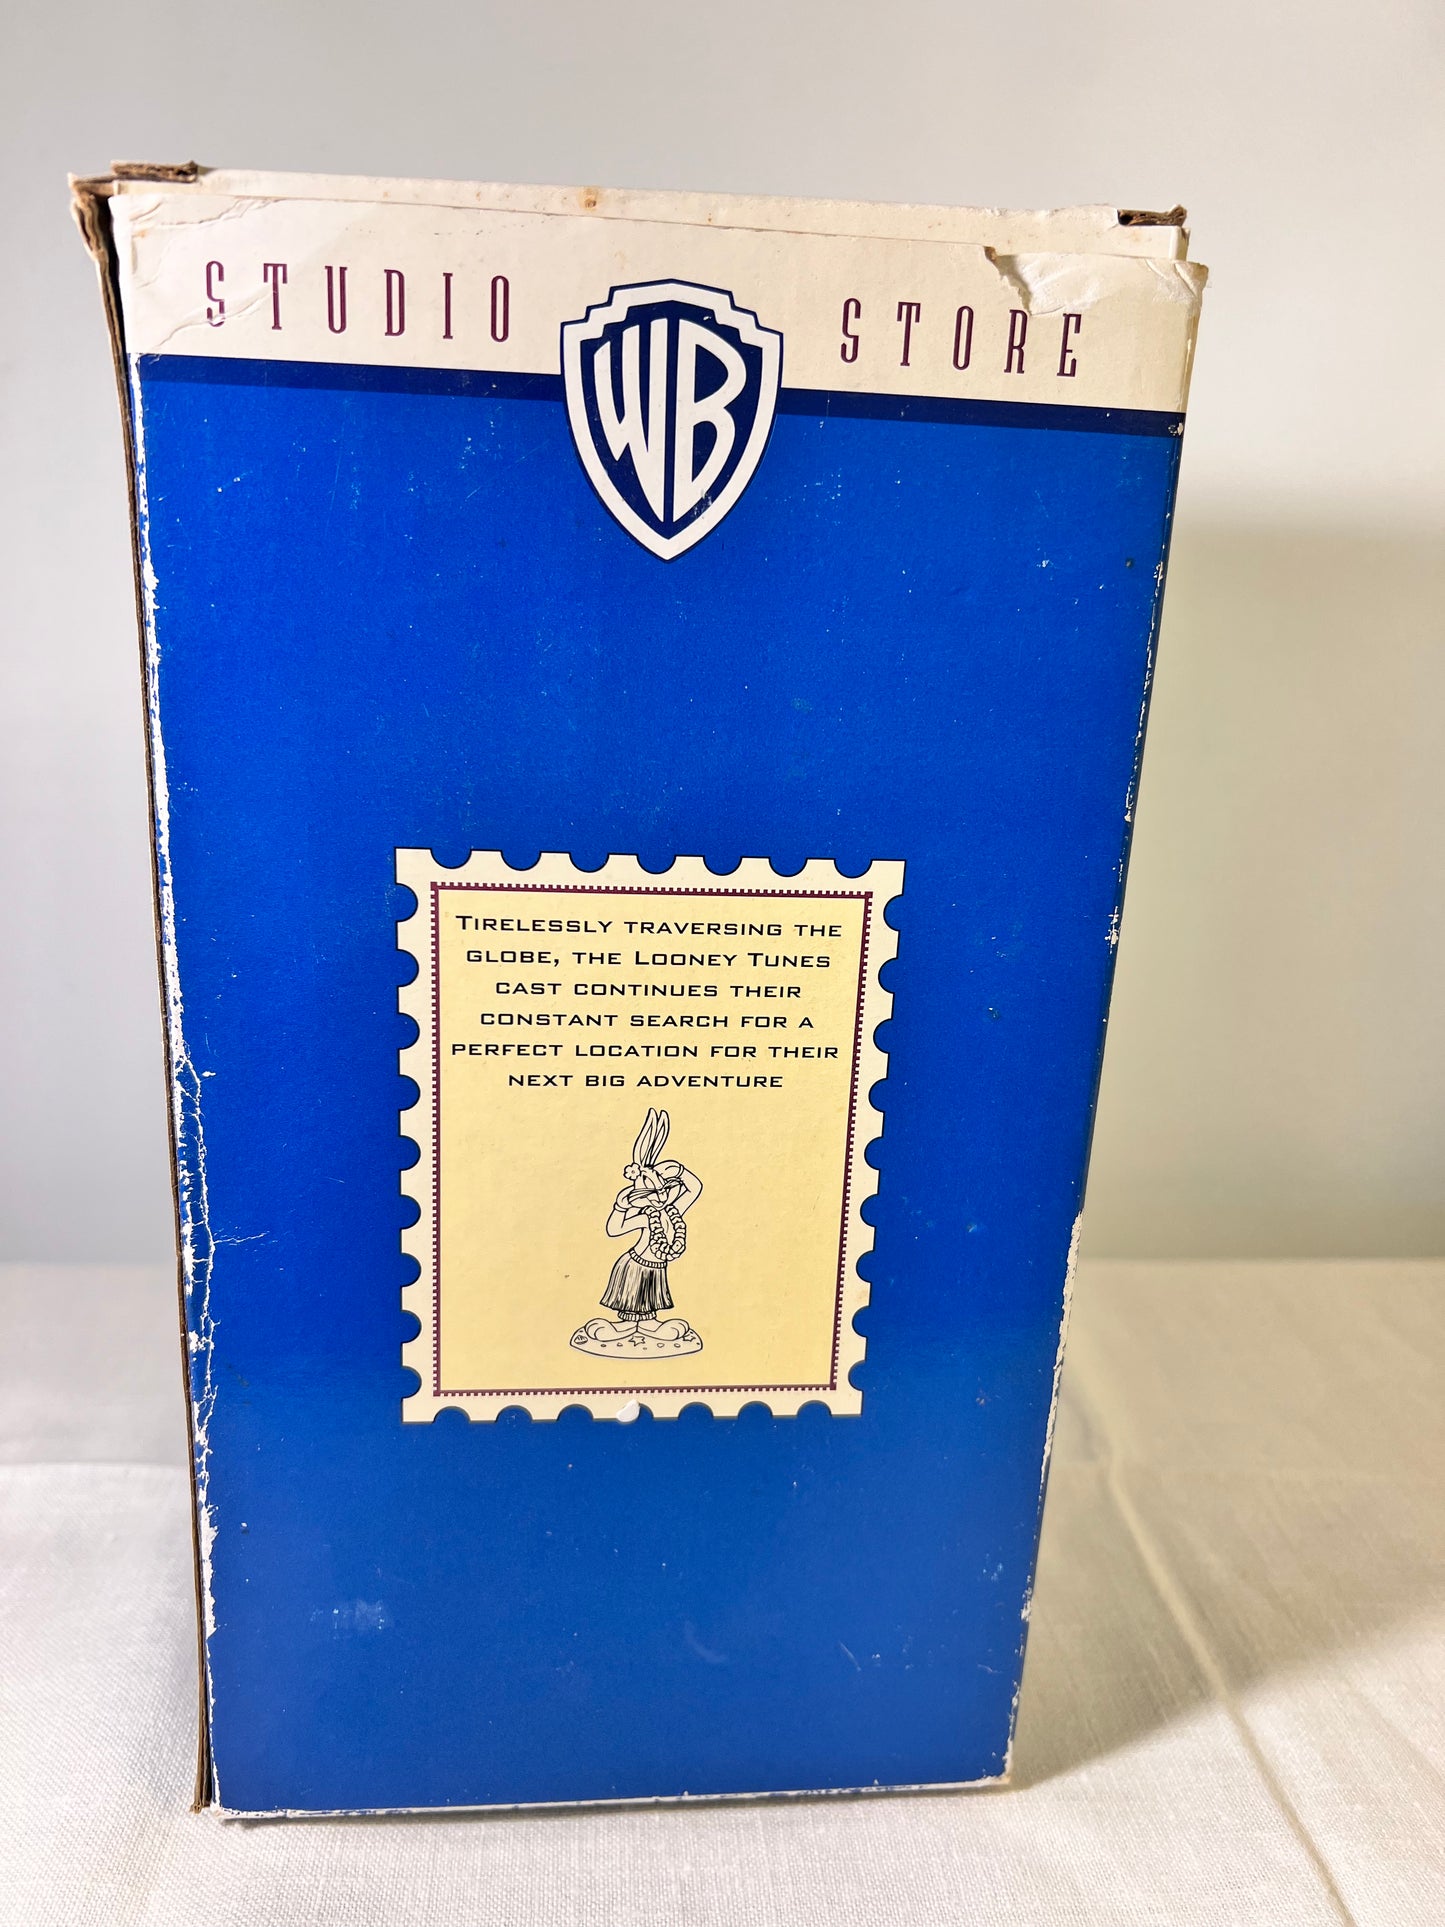 STUDIO WB STORE
TIRELESSLY TRAVERSING THE
GLOBE, THE LOONEY TUNES
CAST CONTINUES THEIR
CONSTANT SEARCH FOR A
PERFECT LOCATION FOR THEIR
NEXT BIG ADVENTURE